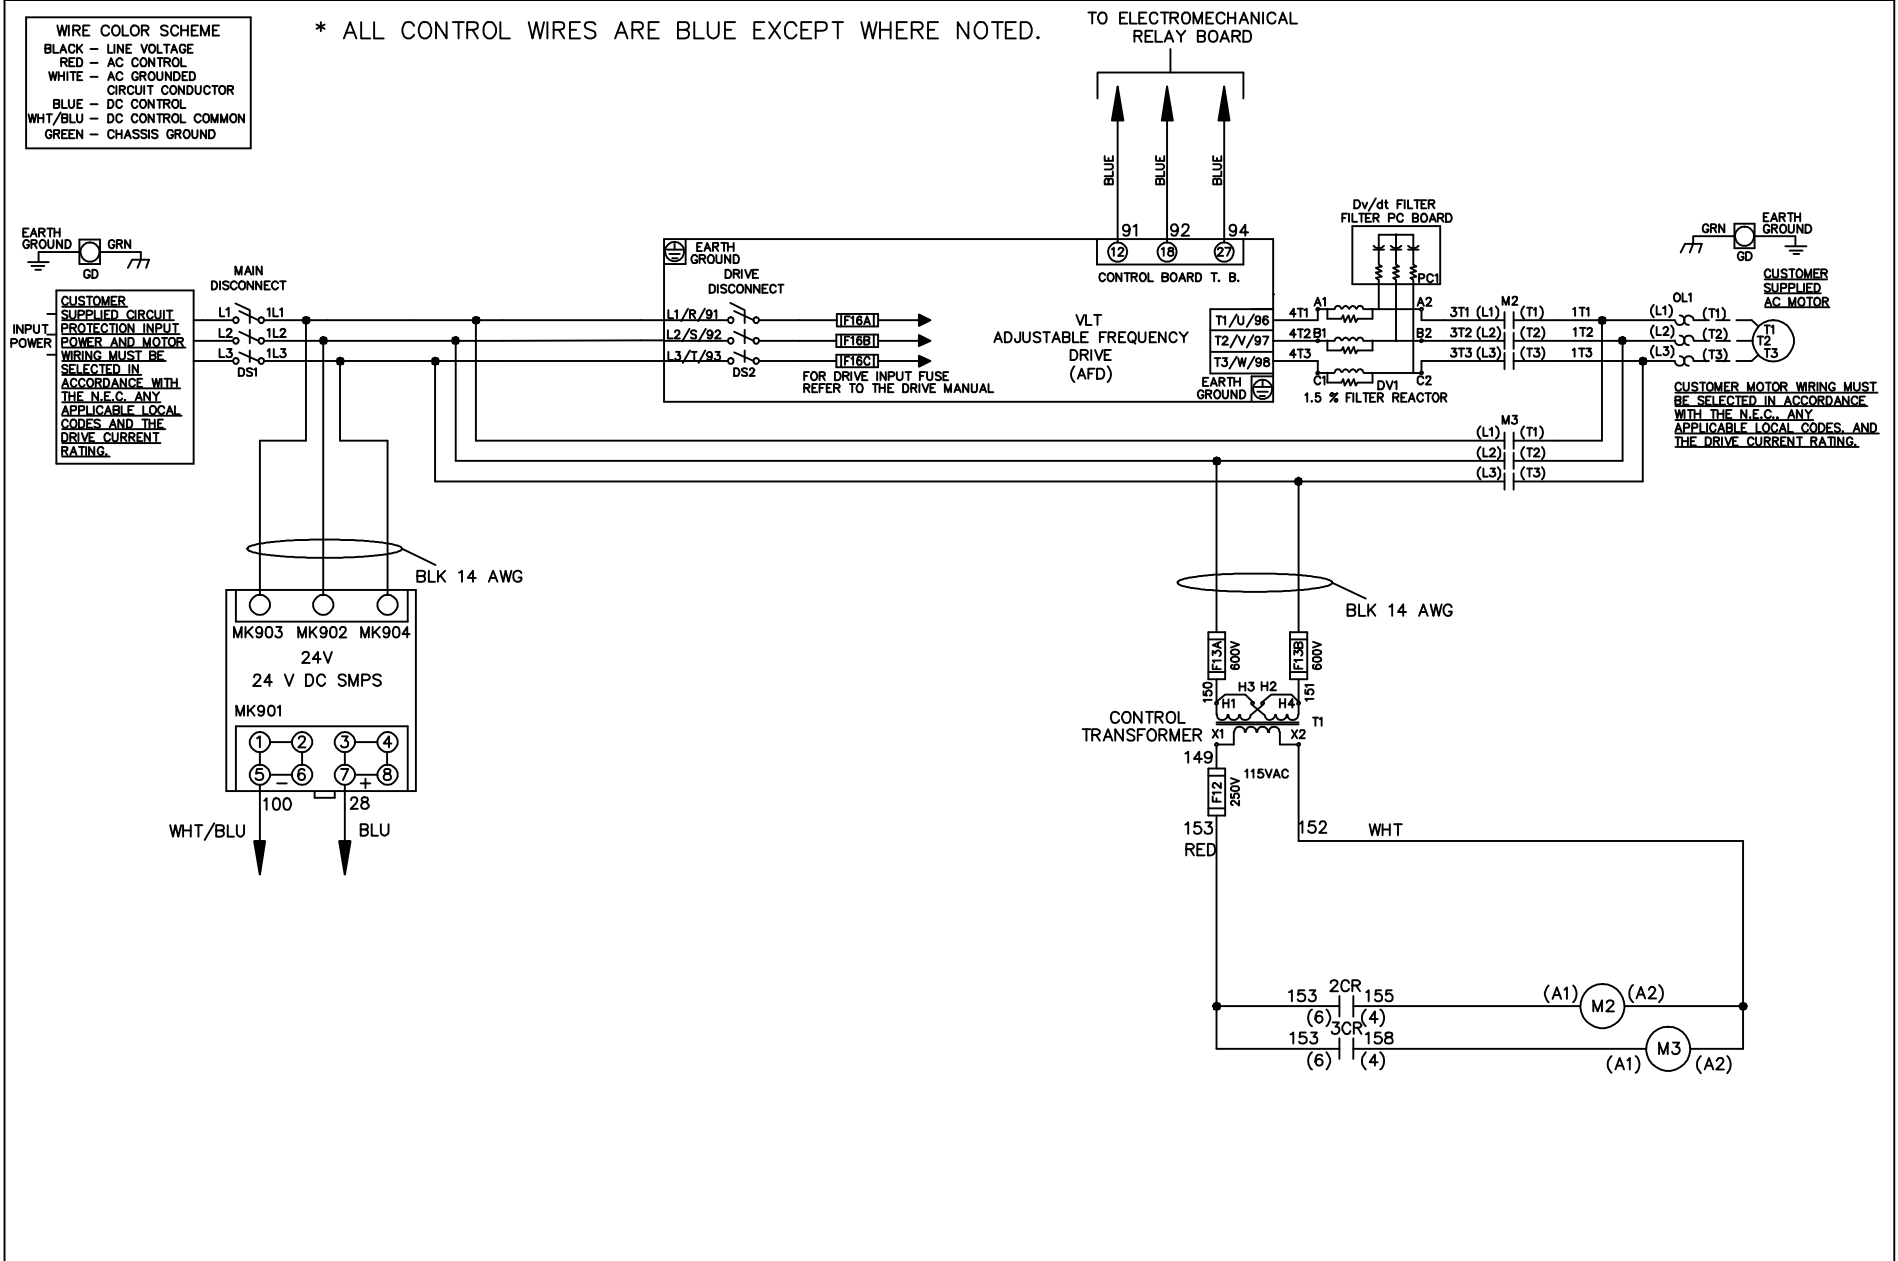 WIRE COLOR SCHEME
BLACK – LINE VOLTAGE
RED – AC CONTROL
WHITE – AC GROUNDED
CIRCUIT CONDUCTOR
BLUE – DC CONTROL
WHT/BLU – DC CONTROL COMMON
GREEN – CHASSIS GROUND
* ALL CONTROL WIRES ARE BLUE EXCEPT WHERE NOTED.
TO ELECTROMECHANICAL
RELAY BOARD
BLUE
BLUE
BLUE
91 92 94
12 18 27
CONTROL BOARD T. B.
EARTH
GROUND
GRN
GD
MAIN
DISCONNECT
CUSTOMER
SUPPLIED CIRCUIT
PROTECTION INPUT
POWER AND MOTOR
WIRING MUST BE
SELECTED IN
ACCORDANCE WITH
THE N.E.C. ANY
APPLICABLE LOCAL
CODES AND THE
DRIVE CURRENT
RATING.
INPUT
POWER
L1 1L1
L2 1L2
L3 1L3
DS1
EARTH
GROUND
DRIVE
DISCONNECT
L1/R/91
L2/S/92
L3/T/93
DS2
IF16A
IF16B
IF16C
FOR DRIVE INPUT FUSE
REFER TO THE DRIVE MANUAL
VLT
ADJUSTABLE FREQUENCY
DRIVE
(AFD)
T1/U/96
T2/V/97
T3/W/98
EARTH
GROUND
Dv/dt FILTER
FILTER PC BOARD
PC1
4T1 A1 A2 3T1 (L1) M2 (T1) 1T1
4T2 B1 B2 3T2 (L2) (T2) 1T2
4T3 C1 C2 3T3 (L3) (T3) 1T3
DV1
1.5 % FILTER REACTOR
OL1
(L1) (T1)
(L2) (T2)
(L3) (T3)
T1
T2
T3
GRN
EARTH
GROUND
GD
CUSTOMER
SUPPLIED
AC MOTOR
CUSTOMER MOTOR WIRING MUST
BE SELECTED IN ACCORDANCE
WITH THE N.E.C., ANY
APPLICABLE LOCAL CODES, AND
THE DRIVE CURRENT RATING.
M3
(L1) (T1)
(L2) (T2)
(L3) (T3)
BLK 14 AWG
MK903 MK902 MK904
24V
24 V DC SMPS
MK901
1 2 3 4
5 6 7 8
– +
100 28
WHT/BLU BLU
BLK 14 AWG
F13A
600V
F13B
600V
150
151
H3 H2
H1 H4
T1
CONTROL
TRANSFORMER
X1 X2
149
115VAC
F12
250V
153
RED
152 WHT
2CR
153 155 (A1) M2 (A2)
(6) (4)
3CR
153 158 M3
(6) (4) (A1) (A2)